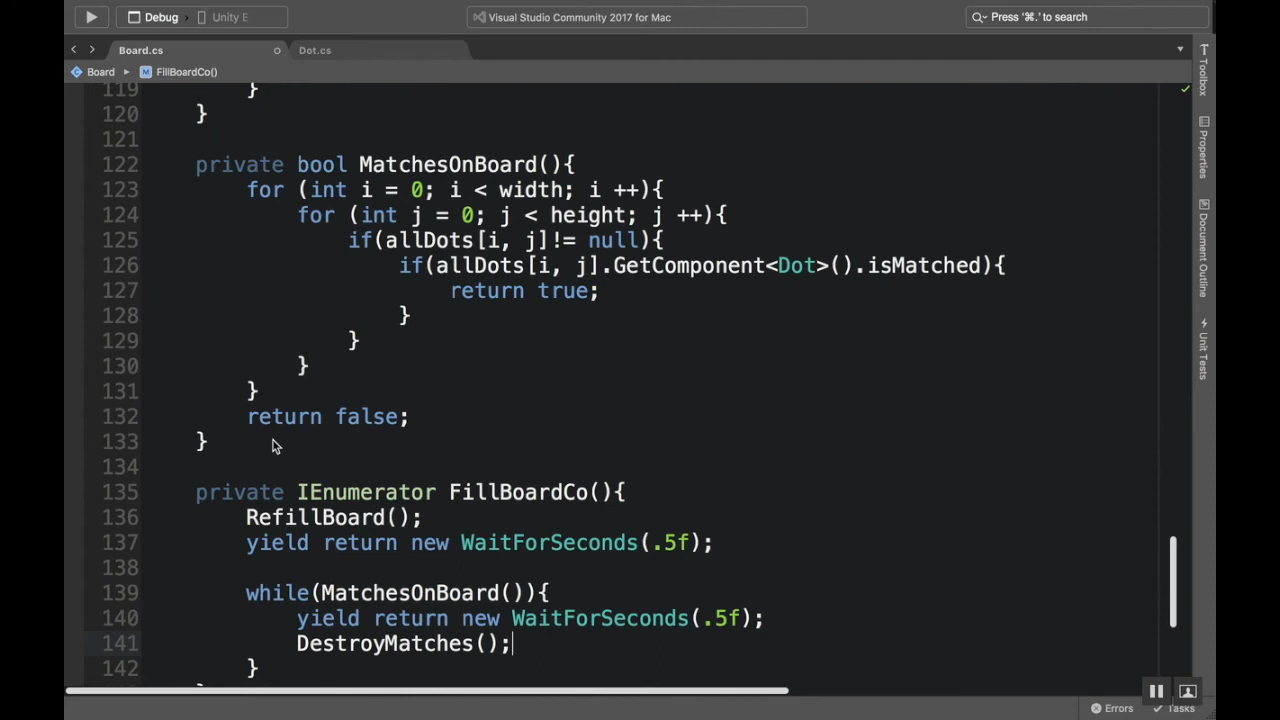 Debug
Unity E
Visual Studio Community 2017 for Mac
Press '⌘.' to search
Board.cs
Dot.cs
Board
M
FillBoardCo()
119 }
120 }
121
122 private bool MatchesOnBoard(){
123 for (int i = 0; i < width; i ++){
124 for (int j = 0; j < height; j ++){
125 if(allDots[i, j]!= null){
126 if(allDots[i, j].GetComponent<Dot>().isMatched){
127 return true;
128 }
129 }
130 }
131 }
132 return false;
133 }
134
135 private IEnumerator FillBoardCo(){
136 RefillBoard();
137 yield return new WaitForSeconds(.5f);
138
139 while(MatchesOnBoard()){
140 yield return new WaitForSeconds(.5f);
141 DestroyMatches();
142 }
Toolbox
Properties
Document Outline
Unit Tests
Errors
Tasks